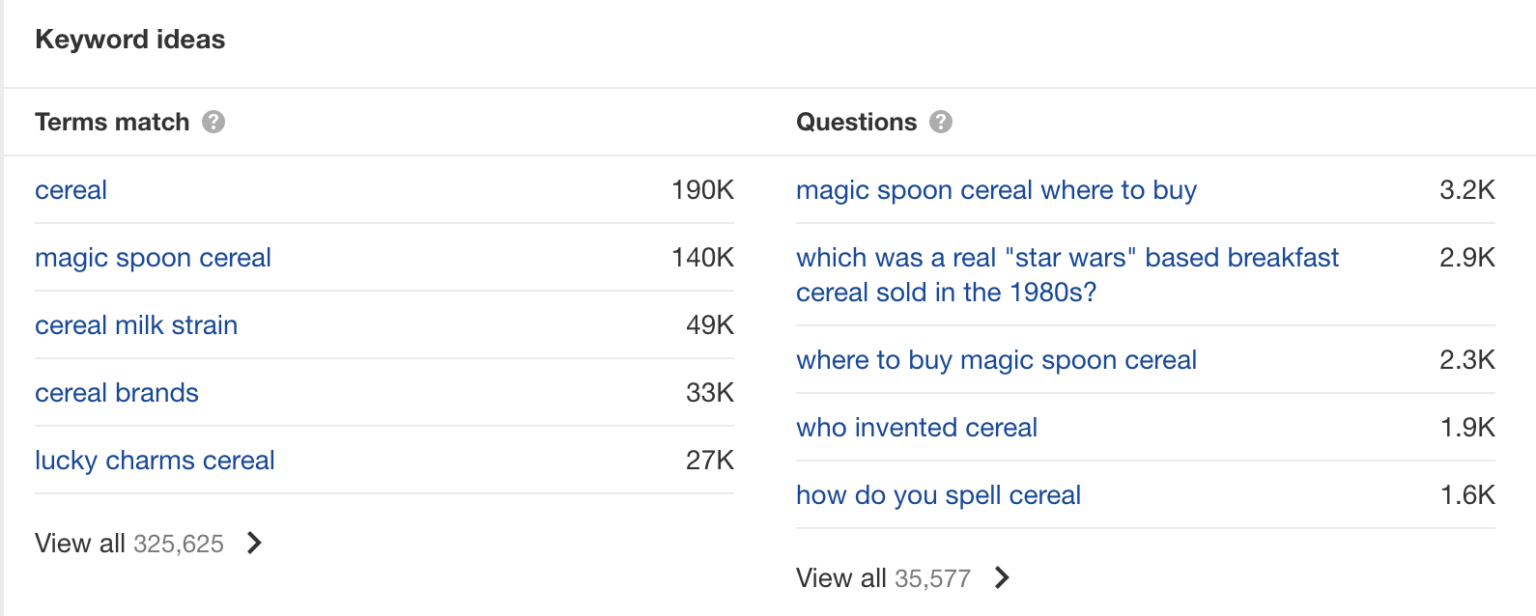 Keyword ideas
Terms match ?
cereal 190K
magic spoon cereal 140K
cereal milk strain 49K
cereal brands 33K
lucky charms cereal 27K
View all 325,625
Questions ?
magic spoon cereal where to buy 3.2K
which was a real "star wars" based breakfast 2.9K
cereal sold in the 1980s?
where to buy magic spoon cereal 2.3K
who invented cereal 1.9K
how do you spell cereal 1.6K
View all 35,577